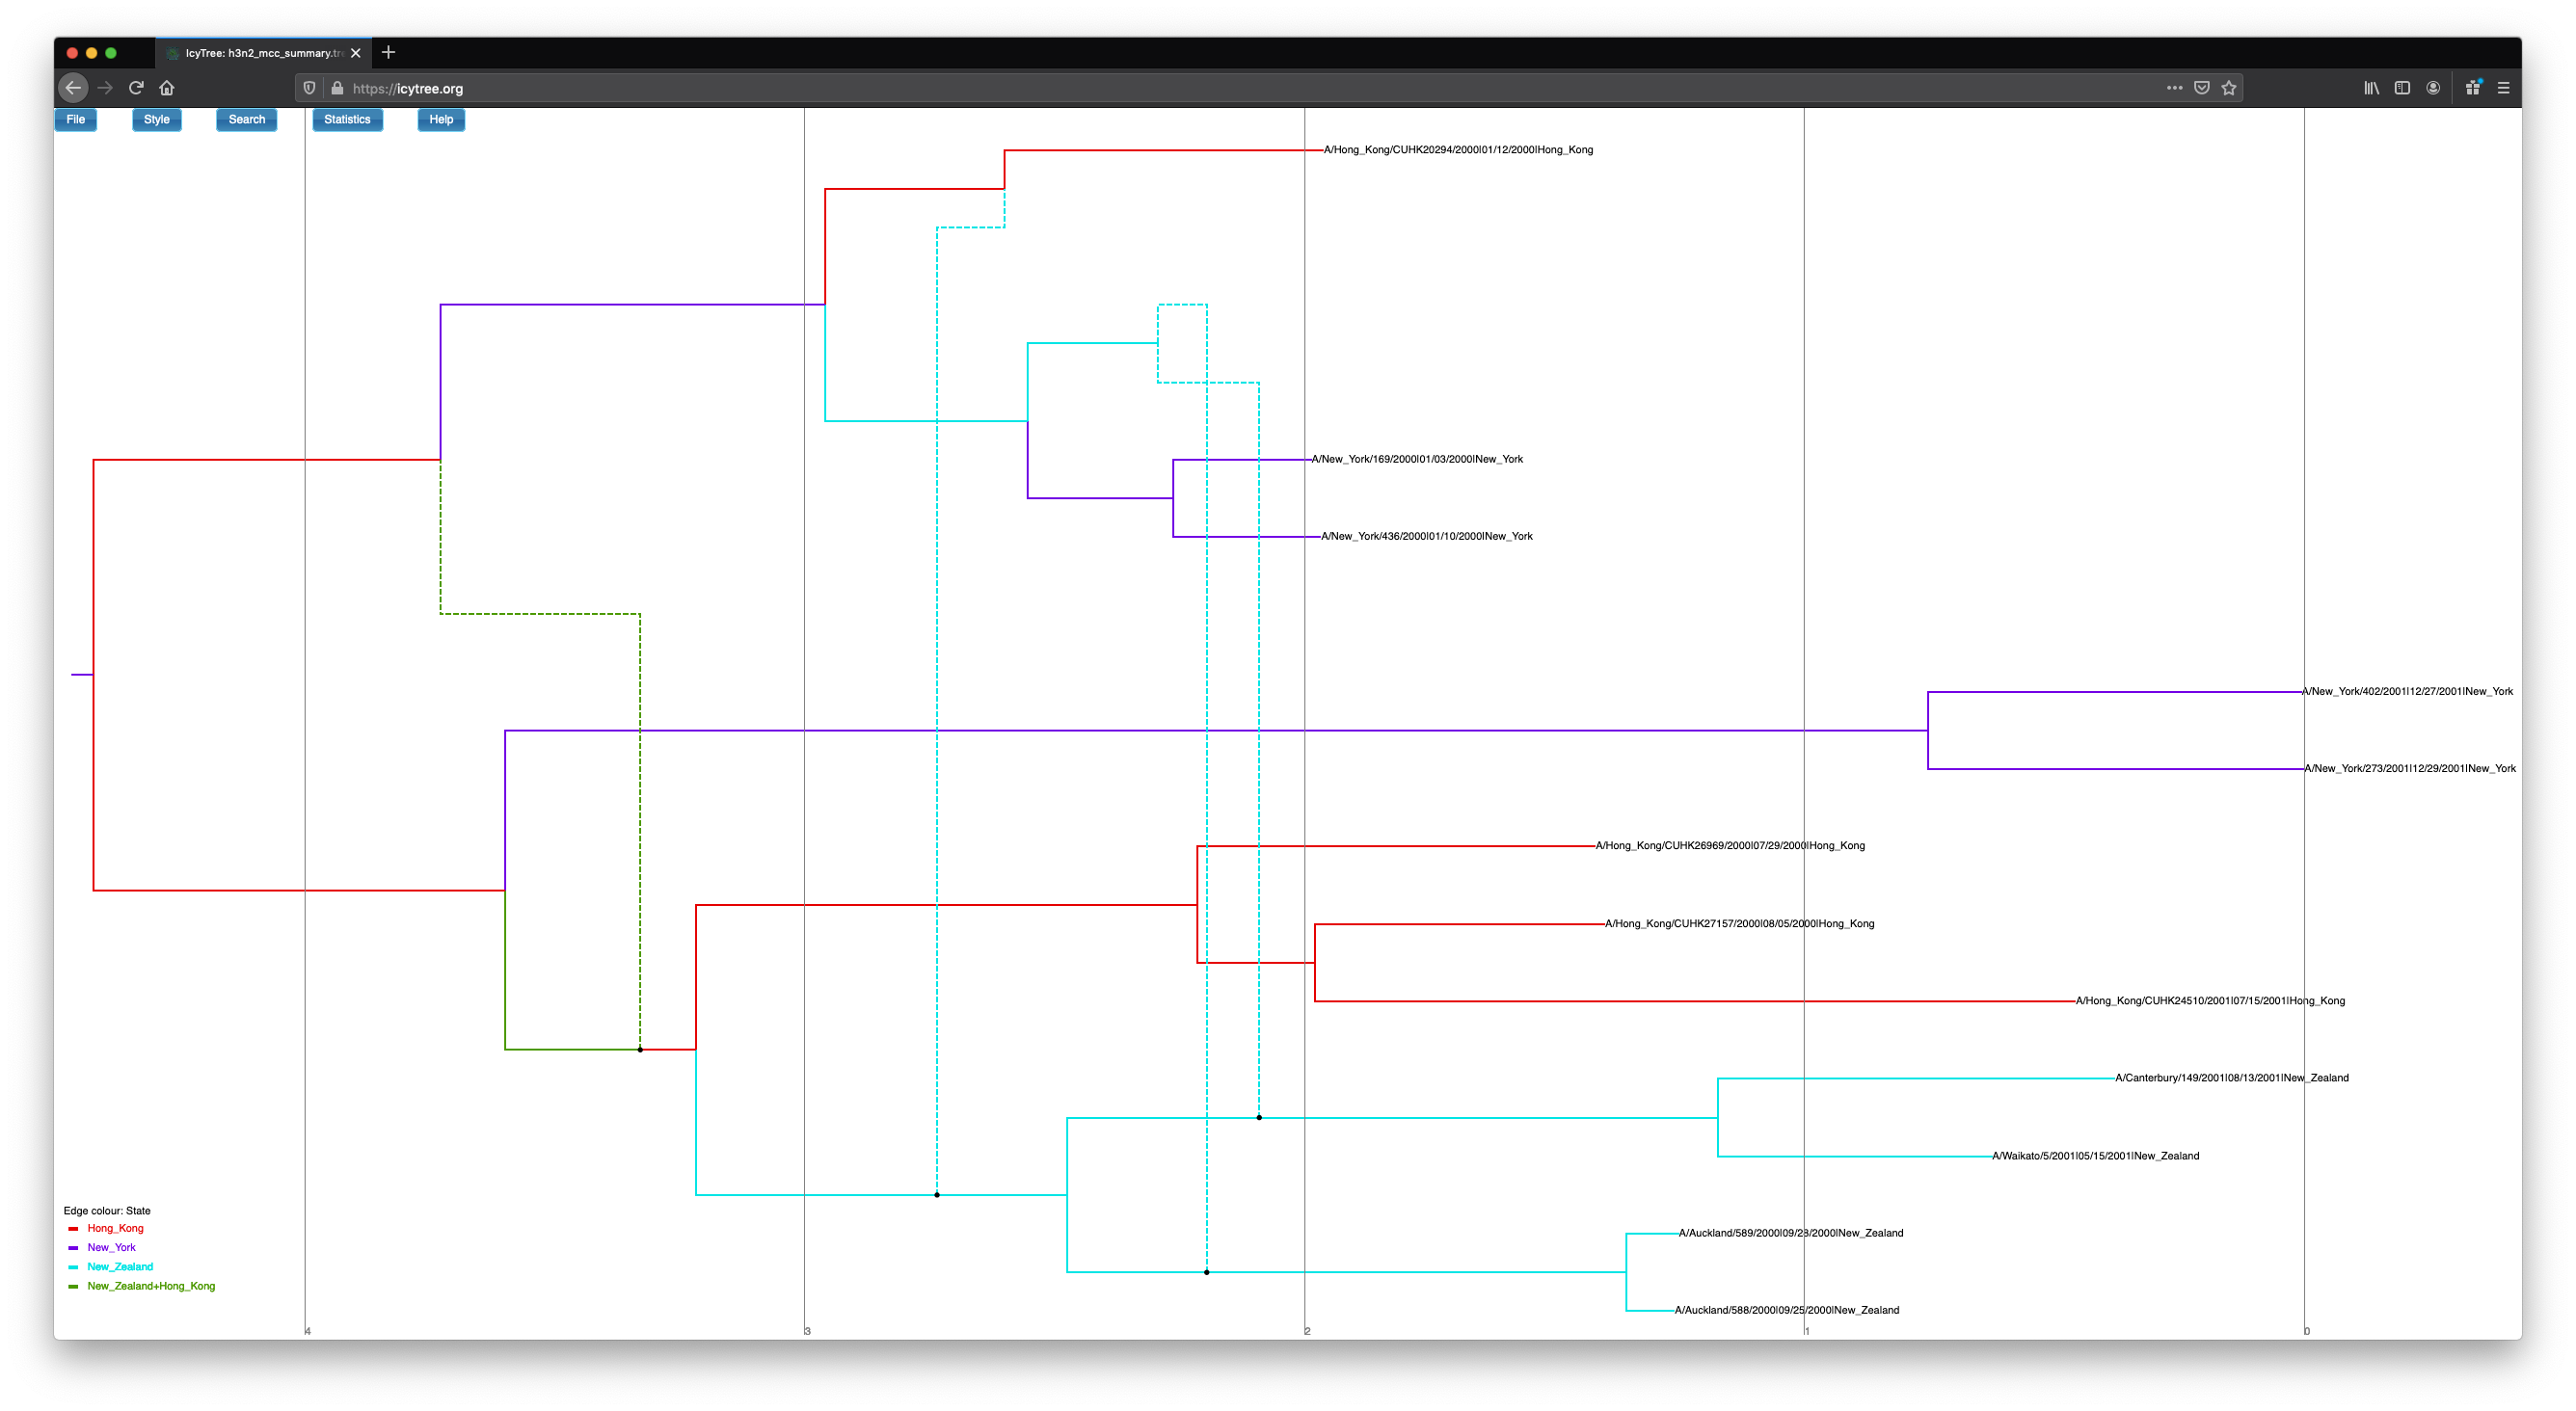 IcyTree: h3n2_mcc_summary.tre
https://icytree.org
File Style Search Statistics Help
A/Hong_Kong/CUHK20294/2000|01/12/2000|Hong_Kong
A/New_York/169/2000|01/03/2000|New_York
A/New_York/436/2000|01/10/2000|New_York
A/New_York/402/2001|12/27/2001|New_York
A/New_York/273/2001|12/29/2001|New_York
A/Hong_Kong/CUHK26969/2000|07/29/2000|Hong_Kong
A/Hong_Kong/CUHK27157/2000|08/05/2000|Hong_Kong
A/Hong_Kong/CUHK24510/2001|07/15/2001|Hong_Kong
A/Canterbury/149/2001|08/13/2001|New_Zealand
A/Waikato/5/2001|05/15/2001|New_Zealand
A/Auckland/589/2000|09/28/2000|New_Zealand
A/Auckland/588/2000|09/25/2000|New_Zealand
Edge colour: State
Hong_Kong
New_York
New_Zealand
New_Zealand+Hong_Kong
4 3 2 1 0